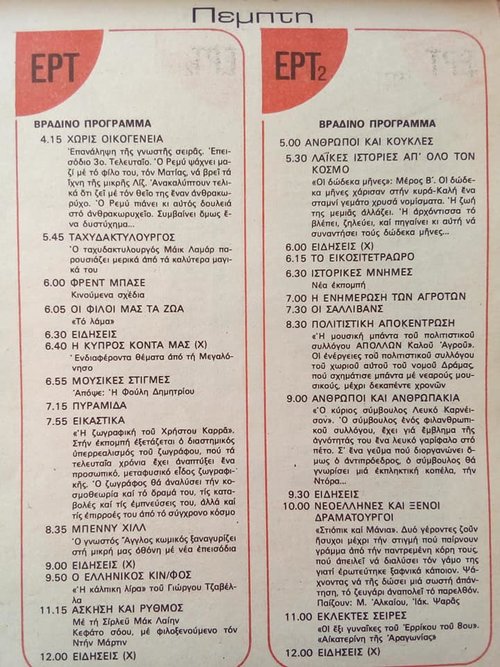 Πεμπτη
ΕΡΤ
ΒΡΑΔΙΝΟ ΠΡΟΓΡΑΜΜΑ
4.15 ΧΩΡΙΣ ΟΙΚΟΓΕΝΕΙΑ
Ἐπανάληψη τῆς γνωστῆς σειρᾶς. Ἐπει-
σόδιο 3ο. Τελευταῖο. Ὁ Ρεμύ ψάχνει μα-
ζί μέ τό φίλο του, τόν Ματίας, νά βρεῖ τά
ἴχνη τῆς μικρῆς Λίζ. Ἀνακαλύπτουν τελι-
κά ὅτι ζεῖ μέ τόν θεῖο της ἕναν ἀνθρακω-
ρύχο. Ὁ Ρεμύ πιάνει κι αὐτός δουλειά
στό ἀνθρακωρυχεῖο. Συμβαίνει ὅμως ἕ-
να δυστύχημα...
5.45 ΤΑΧΥΔΑΚΤΥΛΟΥΡΓΟΣ
Ὁ ταχυδακτυλουργός Μάικ Λαμάρ πα-
ρουσιάζει μερικά ἀπό τά καλύτερα μαγι-
κά του
6.00 ΦΡΕΝΤ ΜΠΑΣΕ
Κινούμενα σχέδια
6.05 ΟΙ ΦΙΛΟΙ ΜΑΣ ΤΑ ΖΩΑ
«Τό λάμα»
6.30 ΕΙΔΗΣΕΙΣ
6.40 Η ΚΥΠΡΟΣ ΚΟΝΤΑ ΜΑΣ (Χ)
Ἐνδιαφέροντα θέματα ἀπό τή Μεγαλό-
νησο
6.55 ΜΟΥΣΙΚΕΣ ΣΤΙΓΜΕΣ
Ἀπόψε: Ἡ Φούλη Δημητρίου
7.15 ΠΥΡΑΜΙΔΑ
7.55 ΕΙΚΑΣΤΙΚΑ
«Ἡ ζωγραφική τοῦ Χρήστου Καρρᾶ».
Στήν ἐκπομπή ἐξετάζεται ὁ διαστημικός
ὑπερρεαλισμός τοῦ ζωγράφου, πού τά
τελευταῖα χρόνια ἔχει ἀναπτύξει ἕνα
προσωπικό, μεταφυσικό εἶδος ζωγραφι-
κῆς. Ὁ ζωγράφος θά ἀναλύσει τήν κο-
σμοθεωρία καί τό δραμά του, τίς κατα-
βολές καί τίς ἐμπνεύσεις του, ἀλλά καί
τίς ἐπιρροές του ἀπό τό σύγχρονο κόσμο
8.35 ΜΠΕΝΝΥ ΧΙΛΛ
Ὁ γνωστός Ἄγγλος κωμικός ξαναγυρίζει
στή μικρή μας ὀθόνη μέ νέα ἐπεισόδια
9.00 ΕΙΔΗΣΕΙΣ (Χ)
9.50 Ο ΕΛΛΗΝΙΚΟΣ ΚΙΝ/ΦΟΣ
«Ἡ κάλπικη λίρα» τοῦ Γιώργου Τζαβέλ-
λα
11.15 ΑΣΚΗΣΗ ΚΑΙ ΡΥΘΜΟΣ
Μέ τή Σίρλεϋ Μάκ Λαίην
Κεφάτο σόου, μέ φιλοξενούμενο τόν
Ντήν Μάρτιν
12.00 ΕΙΔΗΣΕΙΣ (Χ)
ΕΡΤ2
ΒΡΑΔΙΝΟ ΠΡΟΓΡΑΜΜΑ
5.00 ΑΝΘΡΩΠΟΙ ΚΑΙ ΚΟΥΚΛΕΣ
5.30 ΛΑΪΚΕΣ ΙΣΤΟΡΙΕΣ ΑΠ' ΟΛΟ ΤΟΝ
ΚΟΣΜΟ
«Οἱ δώδεκα μῆνες»: Μέρος Β΄. Οἱ δώδε-
κα μῆνες χάρισαν στήν κυρά-Καλή ἕνα
σταμνί γεμάτο χρυσά νομίσματα. Ἡ ζωή
της μεμιᾶς ἀλλάζει. Ἡ ἀρχόντισσα τό
βλέπει, ζηλεύει, καί πηγαίνει κι αὐτή νά
συναντήσει τούς δώδεκα μῆνες...
6.00 ΕΙΔΗΣΕΙΣ (Χ)
6.15 ΤΟ ΕΙΚΟΣΙΤΕΤΡΑΩΡΟ
6.30 ΙΣΤΟΡΙΚΕΣ ΜΝΗΜΕΣ
Νέα ἐκπομπή
7.00 Η ΕΝΗΜΕΡΩΣΗ ΤΩΝ ΑΓΡΟΤΩΝ
7.30 ΟΙ ΣΑΛΛΙΒΑΝΣ
8.30 ΠΟΛΙΤΙΣΤΙΚΗ ΑΠΟΚΕΝΤΡΩΣΗ
«Ἡ μουσική μπάντα τοῦ πολιτιστικοῦ
συλλόγου ΑΠΟΛΛΩΝ Καλοῦ Ἀγροῦ».
Οἱ ἐνέργειες τοῦ πολιτιστικοῦ συλλόγου
τοῦ χωριοῦ αὐτοῦ τοῦ νομοῦ Δράμας,
πού σχημάτισε μπάντα μέ νεαρούς μου-
σικούς, μέχρι δεκαπέντε χρονῶν
9.00 ΑΝΘΡΩΠΟΙ ΚΑΙ ΑΝΘΡΩΠΑΚΙΑ
«Ὁ κύριος σύμβουλος Λευκό Καρνέι-
σον». Ὁ σύμβουλος ἑνός φιλανθρωπι-
κοῦ συλλόγου, ἔχει γιά ἔμβλημα τῆς
ἁγνότητάς του ἕνα λευκό γαρίφαλο στό
πέτο. Σ' ἕνα γεῦμα πού διοργανώνει ὅ-
μως ὁ ἀντιπρόεδρος, ὁ σύμβουλος θά
γνωρίσει μιά ἐκπληκτική κοπέλα, τήν
Ντόρα...
9.30 ΕΙΔΗΣΕΙΣ
10.00 ΝΕΟΕΛΛΗΝΕΣ ΚΑΙ ΞΕΝΟΙ
ΔΡΑΜΑΤΟΥΡΓΟΙ
«Στιόπικ καί Μάνια». Δυό γέροντες ζοῦν
ἥσυχοι μέχρι τήν στιγμή πού παίρνουν
γράμμα ἀπό τήν παντρεμένη κόρη τους,
πού ἀπειλεῖ νά διαλύσει τόν γάμο της
γιατί ἐρωτεύτηκε ξαφνικά κάποιον. Ψά-
χνοντας νά τῆς δώσει μιά σωστή ἀπάν-
τηση, τό ζευγάρι ἀναπολεῖ τό παρελθόν.
Παίζουν: Μ. Ἀλκαίου, Ἰάκ. Ψαρᾶς
11.00 ΕΚΛΕΚΤΕΣ ΣΕΙΡΕΣ
«Οἱ ἕξι γυναῖκες τοῦ Ἐρρίκου τοῦ 8ου».
«Αἰκατερίνη τῆς Ἀραγωνίας»
12.00 ΕΙΔΗΣΕΙΣ (Χ)